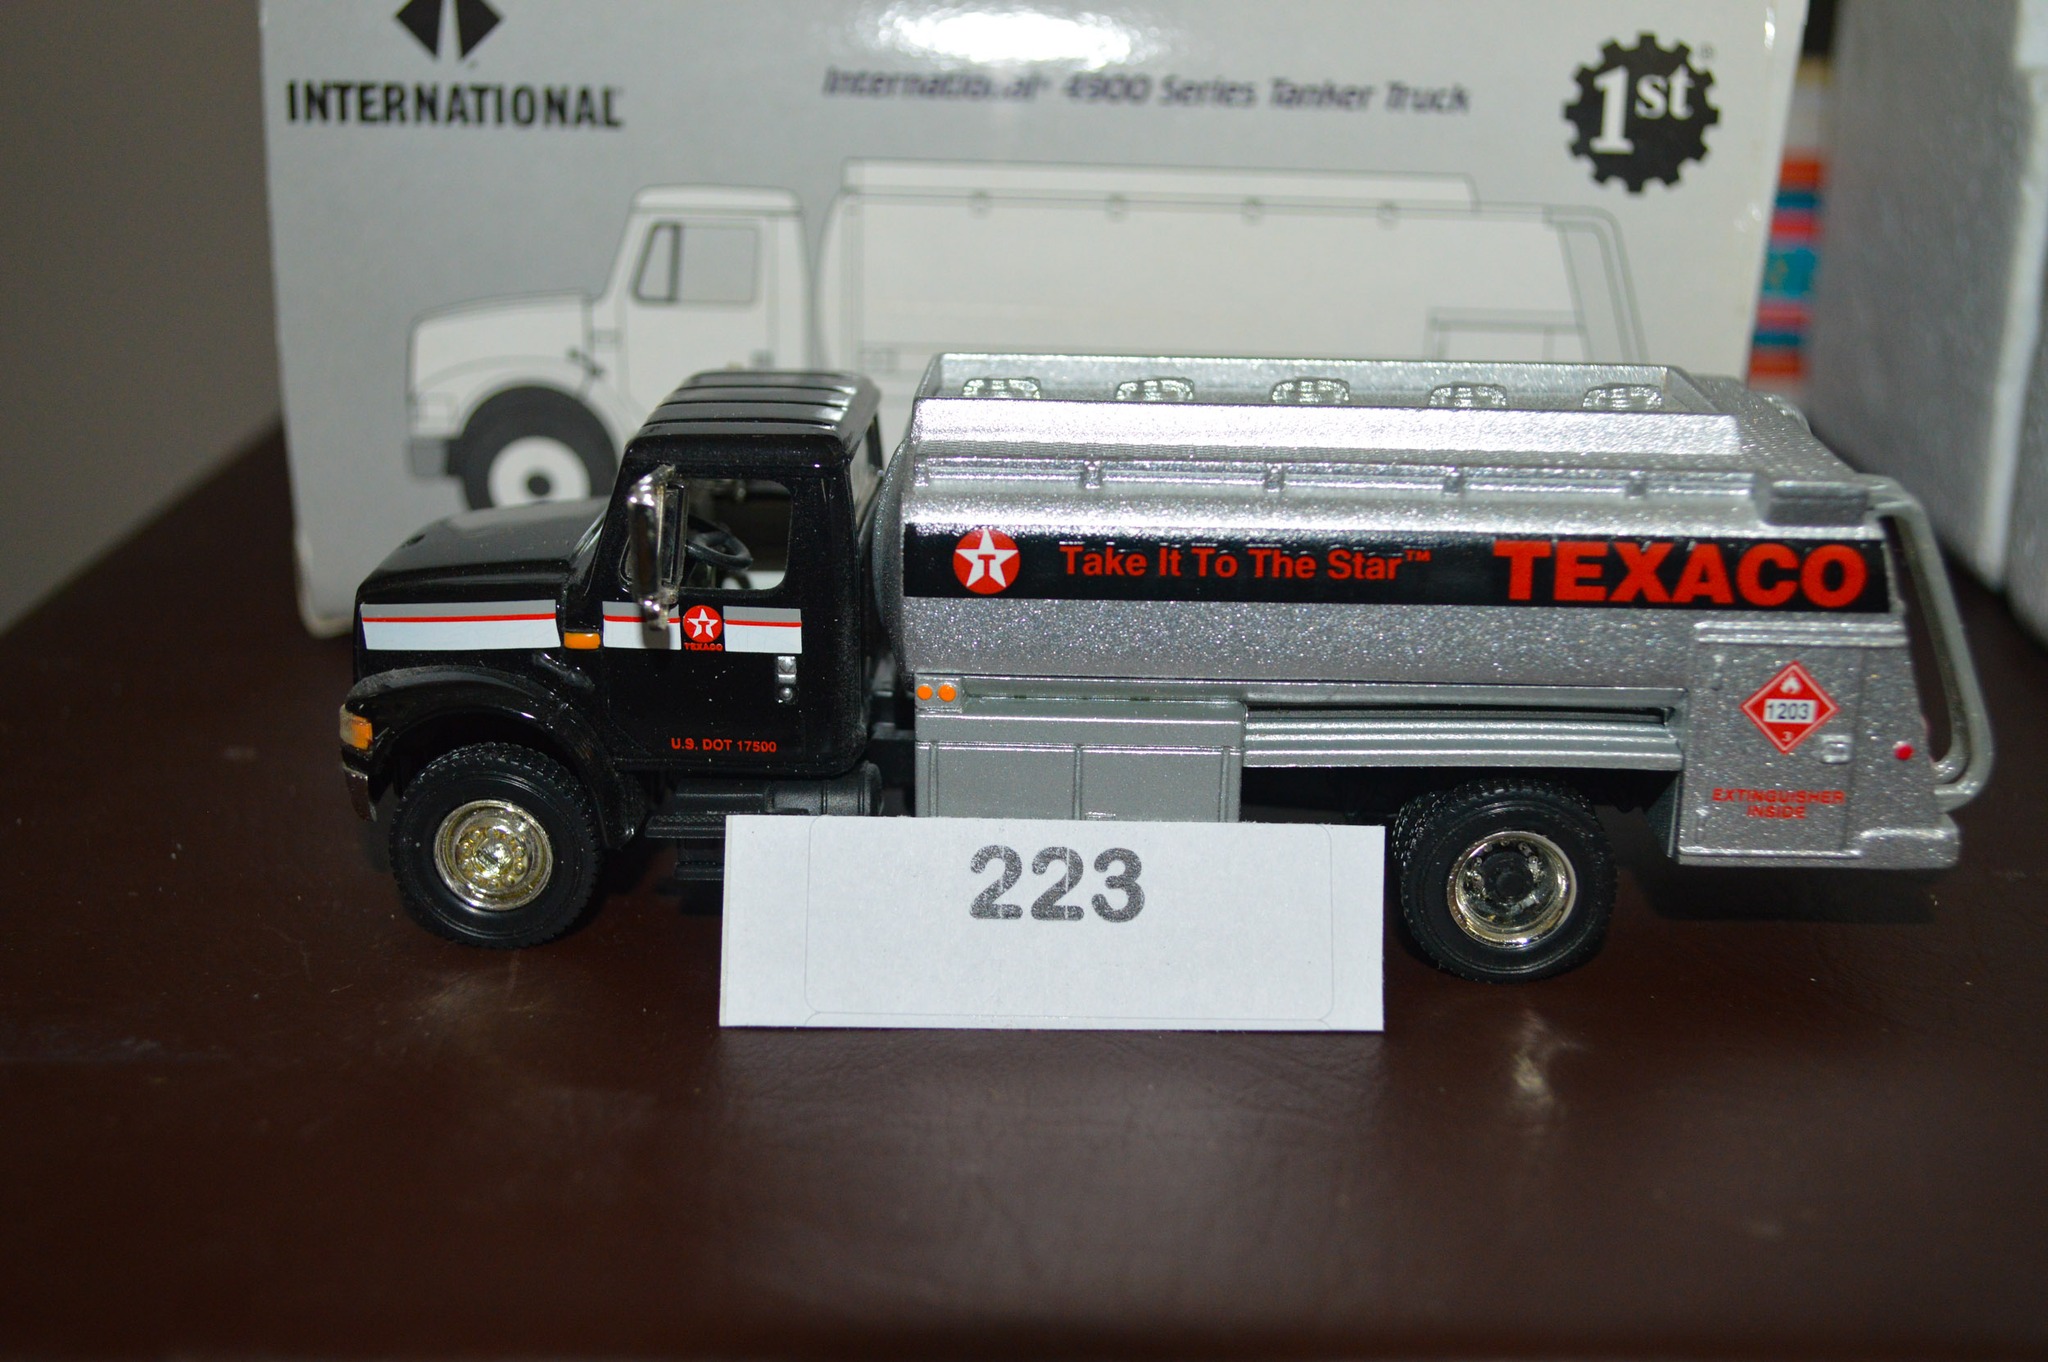 INTERNATIONAL
International® 4900 Series Tanker Truck
1st®
T Take It To The Star™ TEXACO
TEXACO
U.S. DOT 17500
1203
3
EXTINGUISHER
INSIDE
223